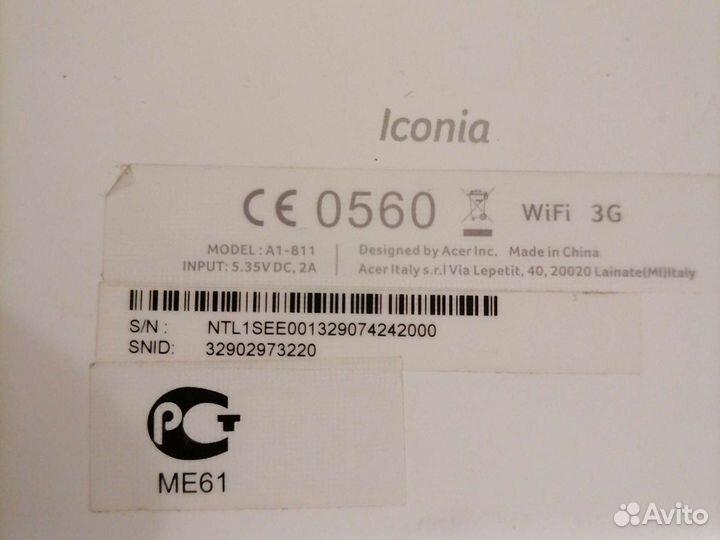 Iconia
CE 0560 WiFi 3G
MODEL: A1-811
INPUT: 5.35V DC, 2A
Designed by Acer Inc. Made in China
Acer Italy s.r.l Via Lepetit, 40, 20020 Lainate(MI)Italy
S/N : NTL1SEE001329074242000
SNID: 32902973220
РСТ
ME61
Avito